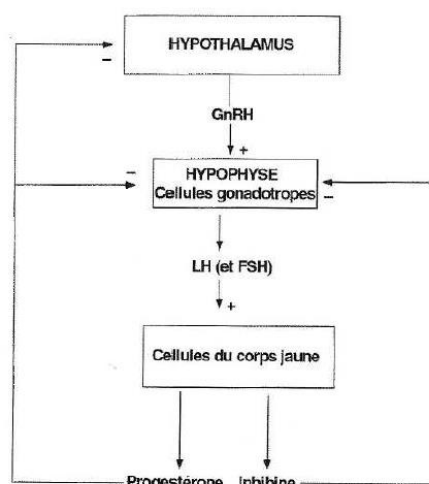 HYPOTHALAMUS
–
GnRH
+
–
HYPOPHYSE
Cellules gonadotropes
–
LH (et FSH)
+
Cellules du corps jaune
Progestérone Inhibine